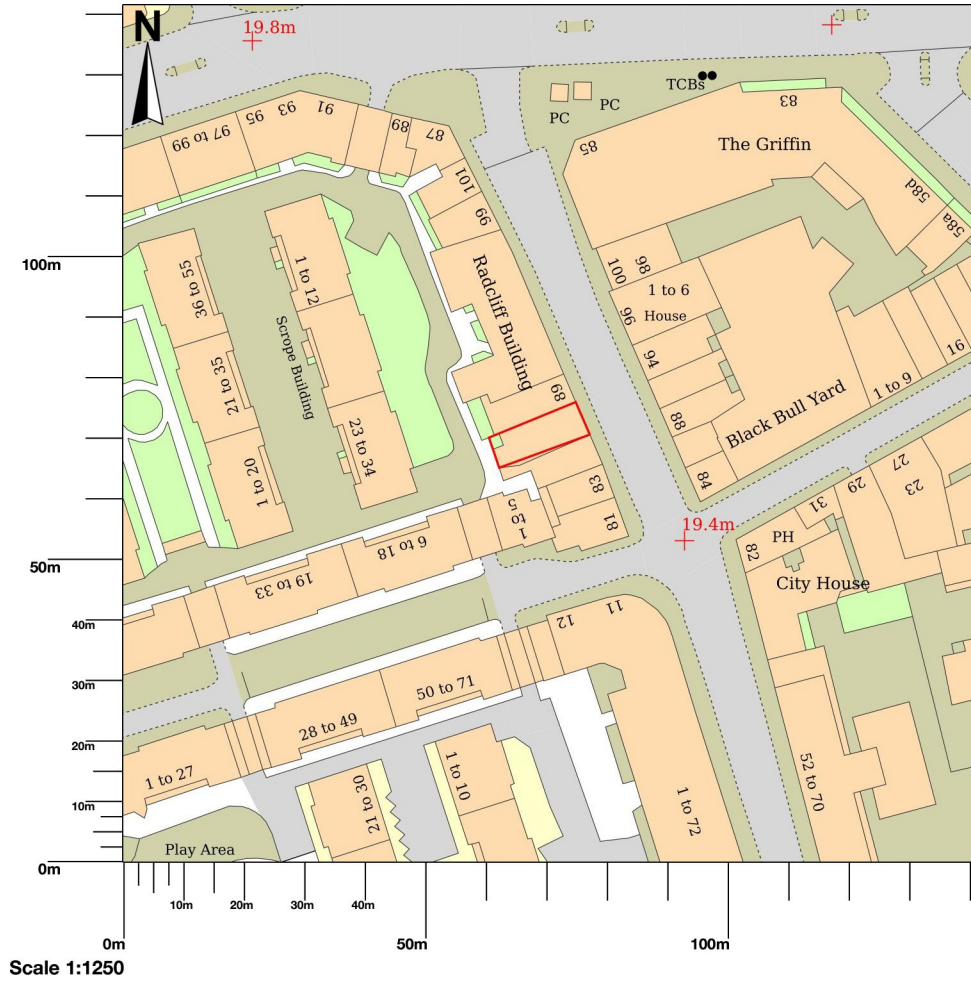 N
19.8m
TCBs
PC
PC
83
The Griffin
85
58d
58a
97 to 99
95
93
91
89
87
101
99
100m
36 to 55
1 to 12
Radcliff Building
100
98
1 to 6
House
96
94
16
1 to 9
Scrope Building
21 to 35
89
88
Black Bull Yard
84
23 to 34
1 to 20
83
81
1 to 5
27
23
29
31
19.4m
PH
82
City House
50m
6 to 18
19 to 33
40m
12
11
30m
50 to 71
28 to 49
20m
1 to 27
1 to 10
21 to 30
52 to 70
1 to 72
10m
Play Area
0m
10m
20m
30m
40m
0m
50m
100m
Scale 1:1250